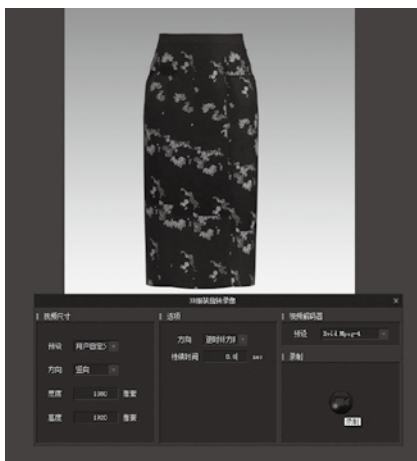 3D服装旋转录像 ×
视频尺寸
预设 用户自定义
方向 竖向
宽度 1080 像素
高度 1920 像素
选项
方向 逆时针方向
持续时间 sec
视频解码器
预设 Xvid Mpeg-4
录制
录制